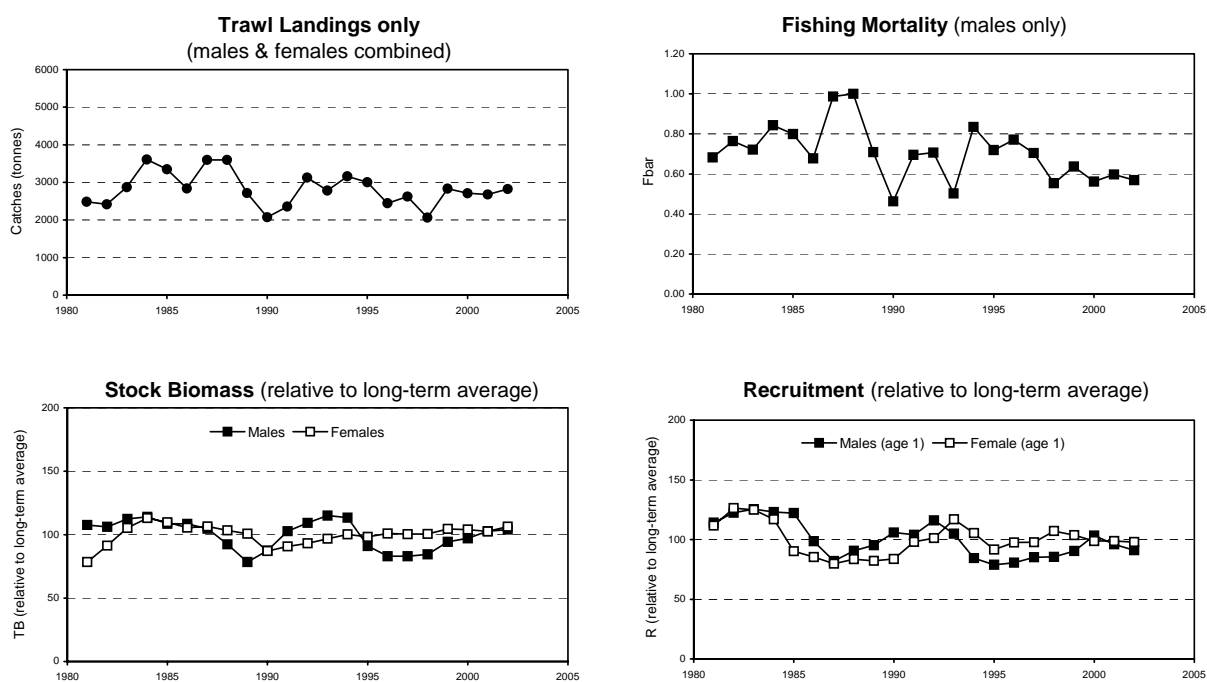 Trawl Landings only
(males & females combined)
6000
5000
4000
3000
2000
1000
0
Catches (tonnes)
1980 1985 1990 1995 2000 2005
Fishing Mortality (males only)
1.20
1.00
0.80
0.60
0.40
0.20
0.00
Fbar
1980 1985 1990 1995 2000 2005
Stock Biomass (relative to long-term average)
200
150
100
50
0
TB (relative to long-term average)
Males Females
1980 1985 1990 1995 2000 2005
Recruitment (relative to long-term average)
200
150
100
50
0
R (relative to long-term average)
Males (age 1) Female (age 1)
1980 1985 1990 1995 2000 2005